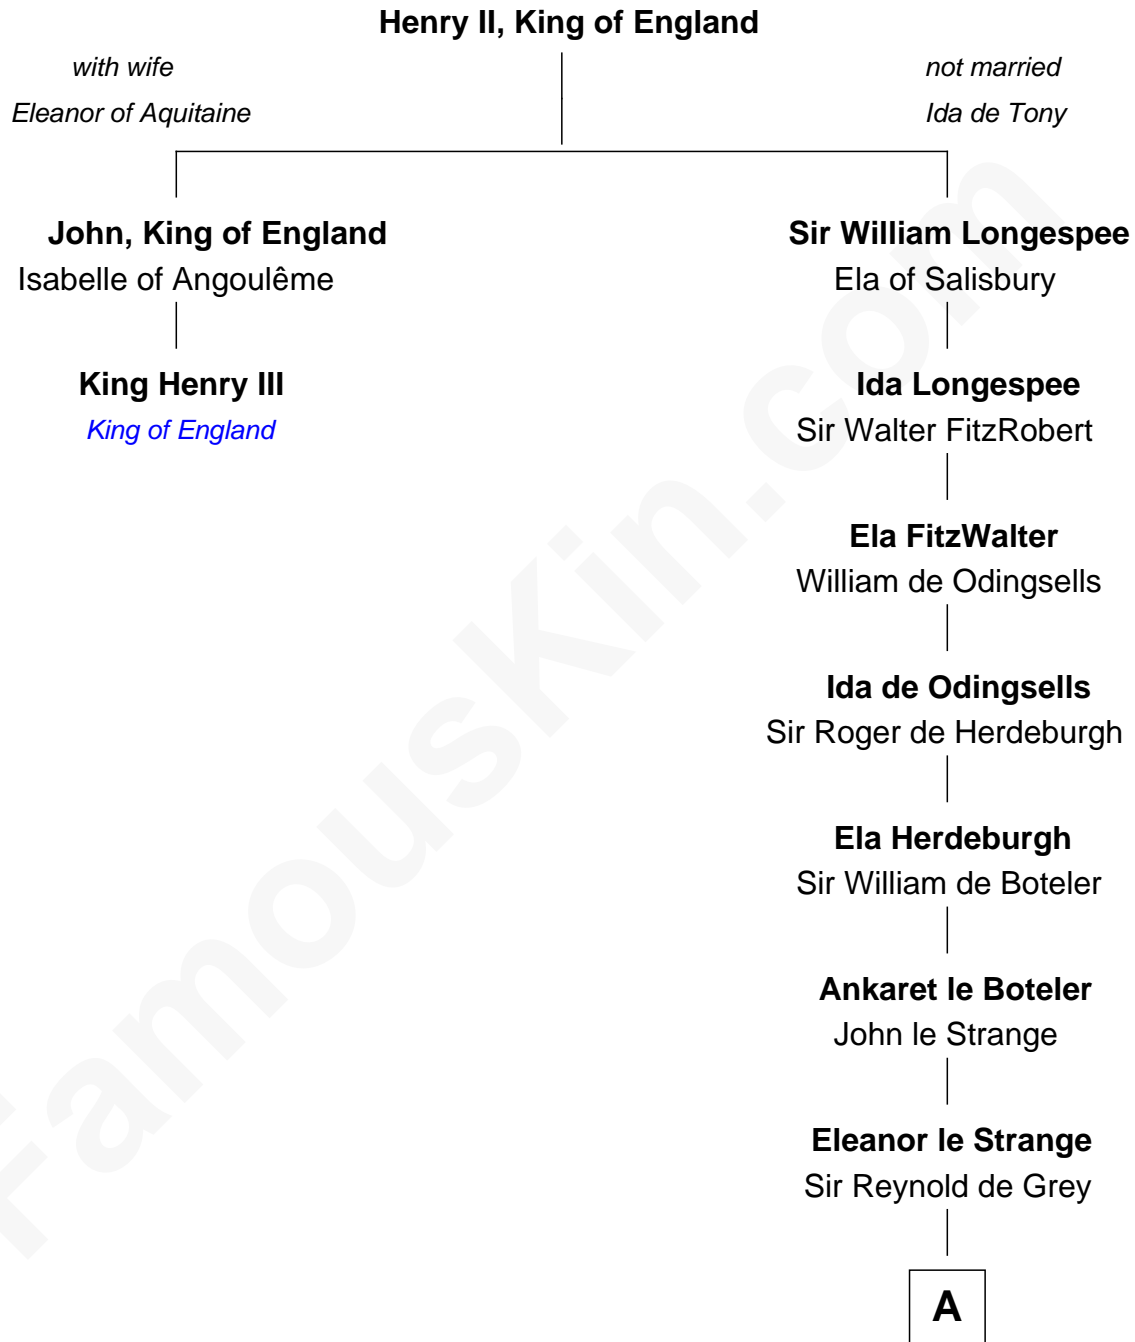 Henry II, King of England
with wife
not married
Eleanor of Aquitaine
Ida de Tony
John, King of England
Sir William Longespee
Isabelle of Angoulême
Ela of Salisbury
King Henry III
Ida Longespee
King of England
Sir Walter FitzRobert
Ela FitzWalter
William de Odingsells
Ida de Odingsells
Sir Roger de Herdeburgh
Ela Herdeburgh
Sir William de Boteler
Ankaret le Boteler
John le Strange
Eleanor le Strange
Sir Reynold de Grey
A
FamousKin.com